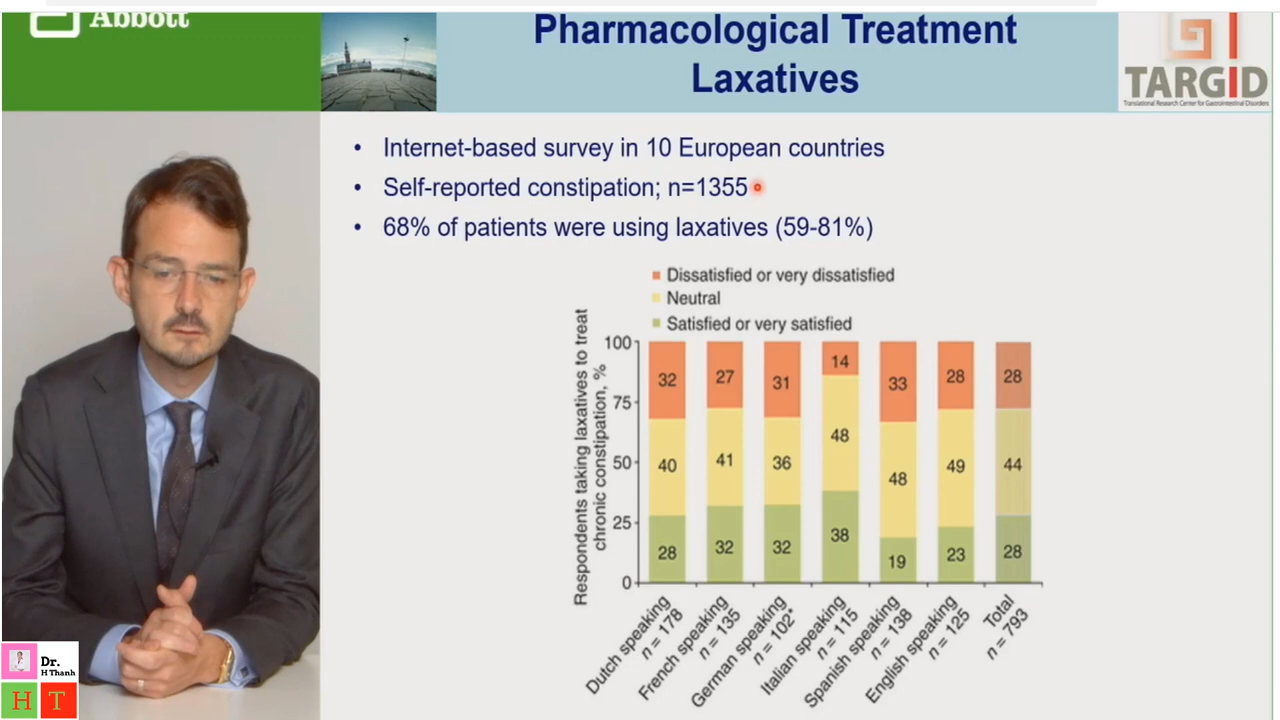 Abbott
Pharmacological Treatment
Laxatives
TARGID
Translational Research Center for Gastrointestinal Disorders
• Internet-based survey in 10 European countries
• Self-reported constipation; n=1355
• 68% of patients were using laxatives (59-81%)
Dissatisfied or very dissatisfied
Neutral
Satisfied or very satisfied
Respondents taking laxatives to treat
chronic constipation, %
100
75
50
25
0
32
40
28
27
41
32
31
36
32
14
48
38
33
48
19
28
49
23
28
44
28
Dutch speaking
n = 178
French speaking
n = 135
German speaking
n = 102*
Italian speaking
n = 115
Spanish speaking
n = 138
English speaking
n = 125
Total
n = 793
Dr.
H Thanh
H T